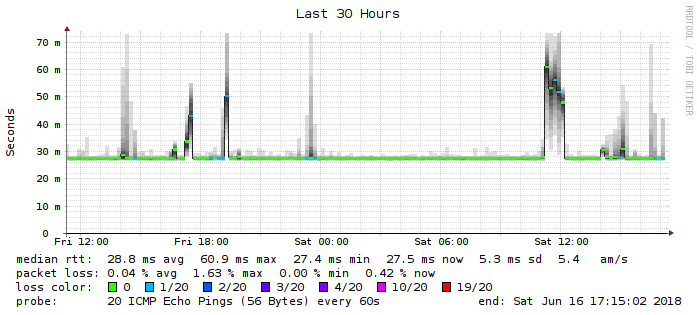 Last 30 Hours
RRDTOOL / TOBI OETIKER
Seconds
70 m
60 m
50 m
40 m
30 m
20 m
10 m
0
Fri 12:00 Fri 18:00 Sat 00:00 Sat 06:00 Sat 12:00
median rtt: 28.8 ms avg 60.9 ms max 27.4 ms min 27.5 ms now 5.3 ms sd 5.4 am/s
packet loss: 0.04 % avg 1.63 % max 0.00 % min 0.42 % now
loss color: 0 1/20 2/20 3/20 4/20 10/20 19/20
probe: 20 ICMP Echo Pings (56 Bytes) every 60s end: Sat Jun 16 17:15:02 2018